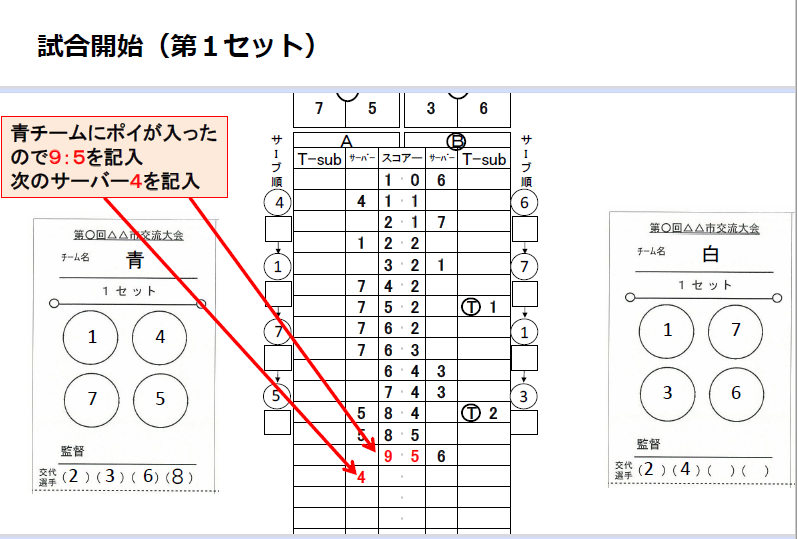 試合開始（第１セット）
7 5 3 6
青チームにポイが入った
ので９：５を記入
次のサーバー４を記入
サーブ順
A B
サーブ順
T-sub サーバー スコアー サーバー T-sub
1 0 6
4 6
4 1 1
2 1 7
1 2 2
1 7
3 2 1
7 4 2
7 5 2 T 1
7 1
7 6 2
7 6 3
6 4 3
7 4 3
5 3
5 8 4 T 2
5 8 5
9 5 6
4
第〇回△△市交流大会
チーム名 青
１ セット
1 4
7 5
監督
交代選手 (2)(3)(6)(8)
第〇回△△市交流大会
チーム名 白
１ セット
1 7
3 6
監督
交代選手 (2)(4)( )( )